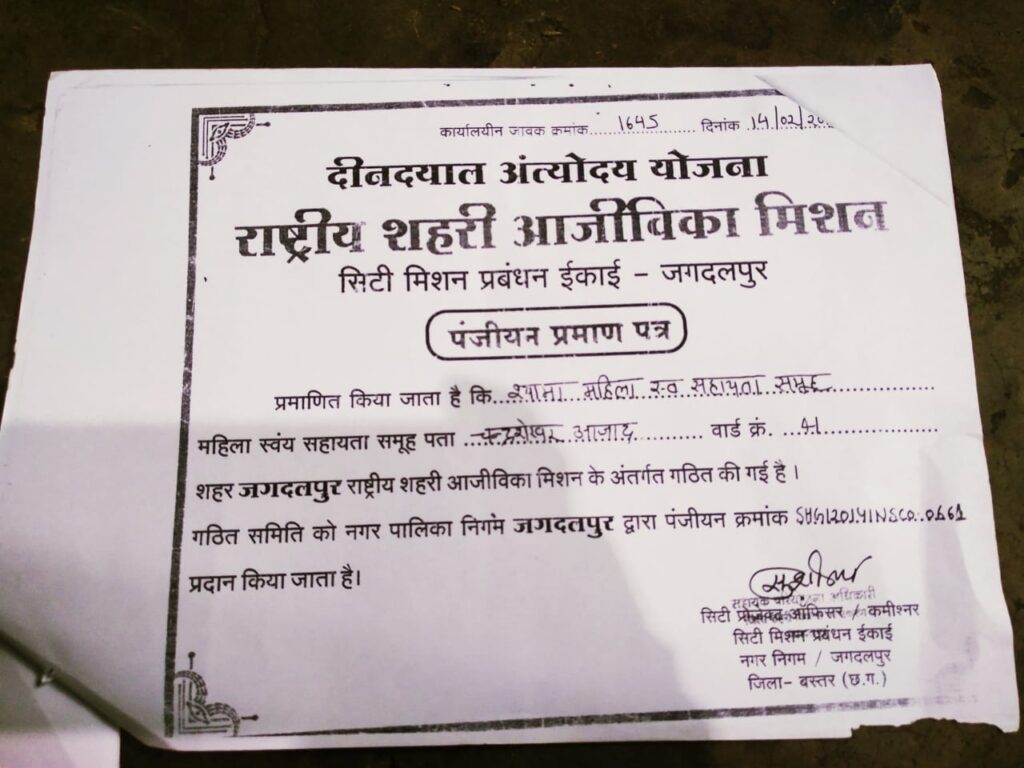 कार्यालयीन जावक क्रमांक 1645 दिनांक 14/02/20
दीनदयाल अंत्योदय योजना
राष्ट्रीय शहरी आजीविका मिशन
सिटी मिशन प्रबंधन ईकाई - जगदलपुर
पंजीयन प्रमाण पत्र
प्रमाणित किया जाता है कि महिला स्व सहायता समूह
महिला स्वंय सहायता समूह पता आजाद वार्ड क्रं.
शहर जगदलपुर राष्ट्रीय शहरी आजीविका मिशन के अंतर्गत गठित की गई है ।
गठित समिति को नगर पालिका निगम जगदलपुर द्वारा पंजीयन क्रमांक
प्रदान किया जाता है।
सिटी प्रोजेक्ट ऑफिसर / कमीश्नर
सिटी मिशन प्रबंधन ईकाई
नगर निगम / जगदलपुर
जिला- बस्तर (छ.ग.)